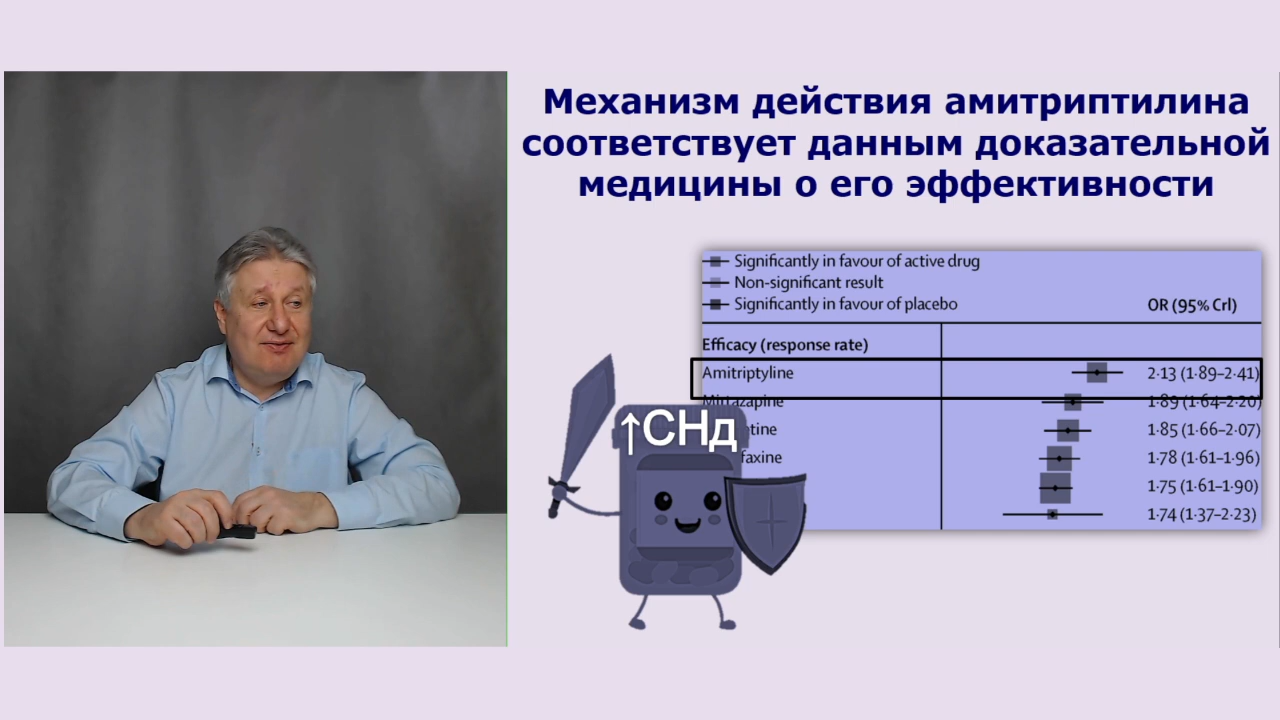 Механизм действия амитриптилина
соответствует данным доказательной
медицины о его эффективности
Significantly in favour of active drug
Non-significant result
Significantly in favour of placebo
OR (95% CrI)
Efficacy (response rate)
Amitriptyline
2·13 (1·89–2·41)
Mirtazapine
1·89 (1·64–2·20)
1·85 (1·66–2·07)
1·78 (1·61–1·96)
1·75 (1·61–1·90)
1·74 (1·37–2·23)
↑СНд